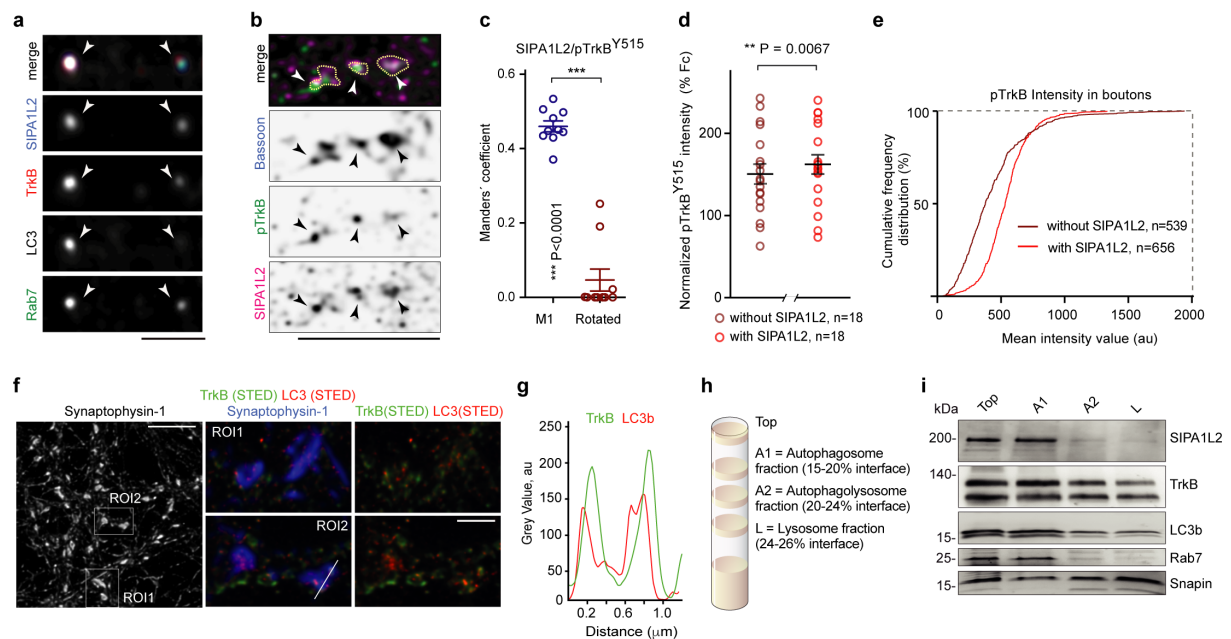 a
merge
SIPA1L2
TrkB
LC3
Rab7
b
merge
Bassoon
pTrkB
SIPA1L2
c
SIPA1L2/pTrkB^Y515
***
Manders´ coefficient
0.6
0.4
0.2
0.0
*** P<0.0001
M1
Rotated
d
** P = 0.0067
Normalized pTrkB^Y515 intensity (% Fc)
200
150
100
50
0
without SIPA1L2, n=18
with SIPA1L2, n=18
e
pTrkB Intensity in boutons
Cumulative frequency
distribution (%)
100
50
without SIPA1L2, n=539
with SIPA1L2, n=656
0
500
1000
1500
2000
Mean intensity value (au)
f
Synaptophysin-1
TrkB (STED) LC3 (STED)
Synaptophysin-1
TrkB(STED) LC3(STED)
ROI2
ROI1
ROI1
ROI2
g
TrkB LC3b
Grey Value, au
250
200
150
100
50
0
0.2
0.6
1.0
Distance (μm)
h
Top
A1 = Autophagosome
fraction (15-20% interface)
A2 = Autophagolysosome
fraction (20-24% interface)
L = Lysosome fraction
(24-26% interface)
i
kDa
Top
A1
A2
L
200-
SIPA1L2
140-
TrkB
15-
LC3b
25-
Rab7
15-
Snapin